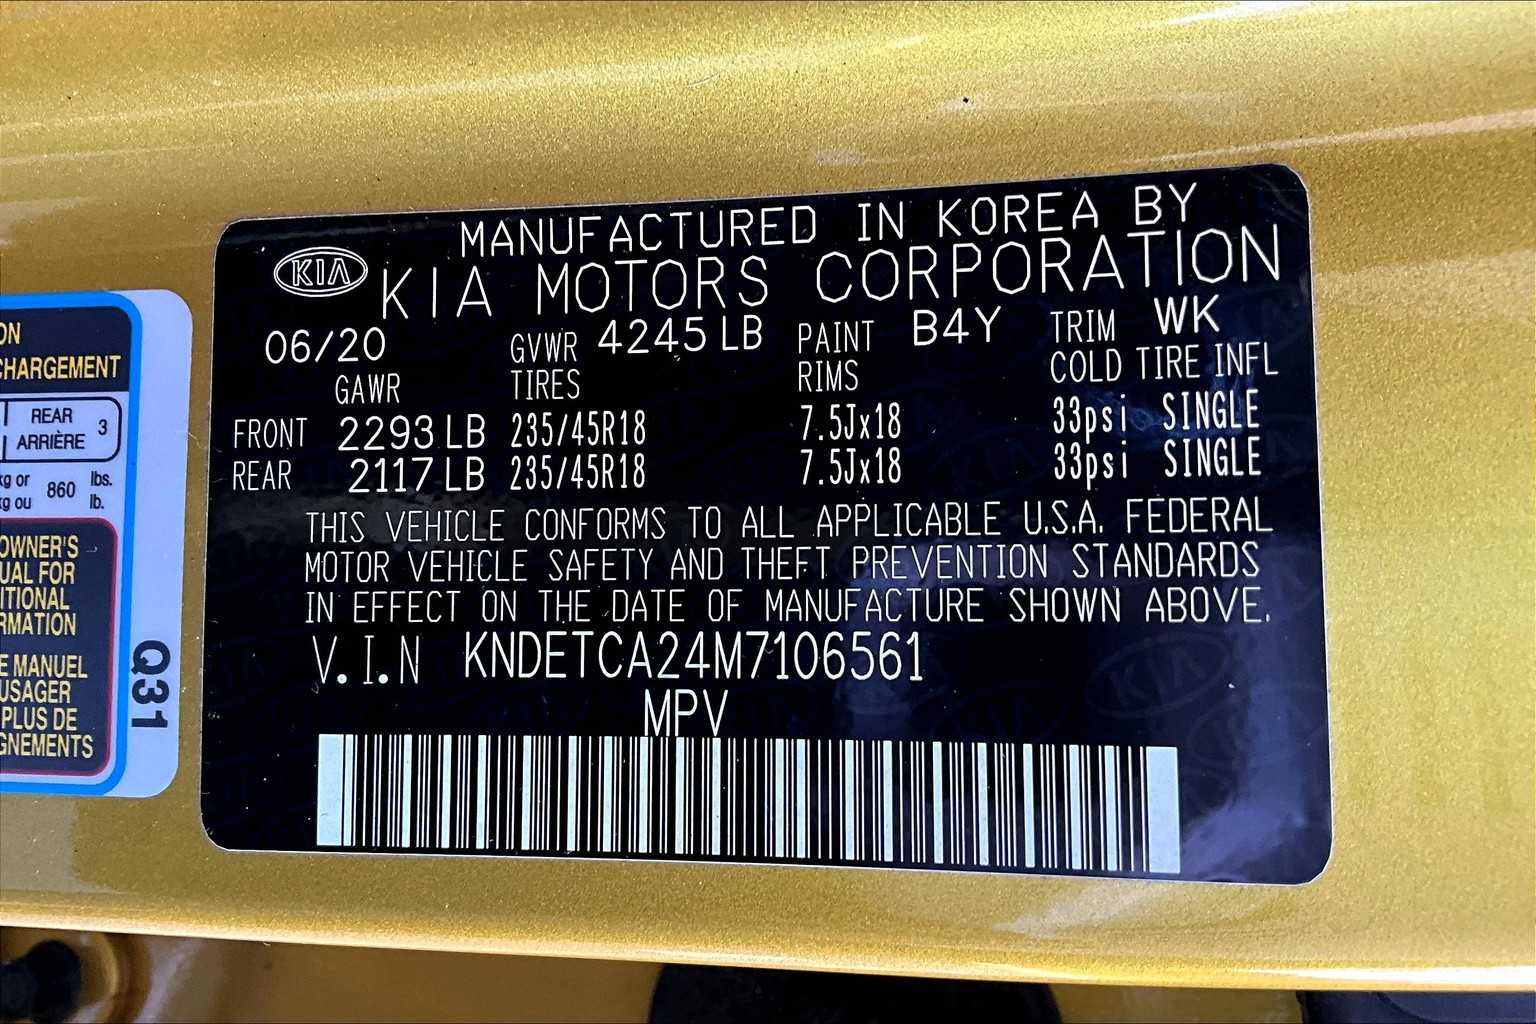 MANUFACTURED IN KOREA BY
KIA KIA MOTORS CORPORATION
06/20 GVWR 4245 LB PAINT B4Y TRIM WK
GAWR TIRES RIMS COLD TIRE INFL
FRONT 2293 LB 235/45R18 7.5Jx18 33psi SINGLE
REAR 2117 LB 235/45R18 7.5Jx18 33psi SINGLE
THIS VEHICLE CONFORMS TO ALL APPLICABLE U.S.A. FEDERAL
MOTOR VEHICLE SAFETY AND THEFT PREVENTION STANDARDS
IN EFFECT ON THE DATE OF MANUFACTURE SHOWN ABOVE.
V.I.N KNDETCA24M7106561
MPV
ON
CHARGEMENT
REAR 3
ARRIÈRE
kg or 860 lbs.
kg ou lb.
OWNER'S
UAL FOR
ITIONAL
RMATION
E MANUEL
USAGER
PLUS DE
GNEMENTS
Q31